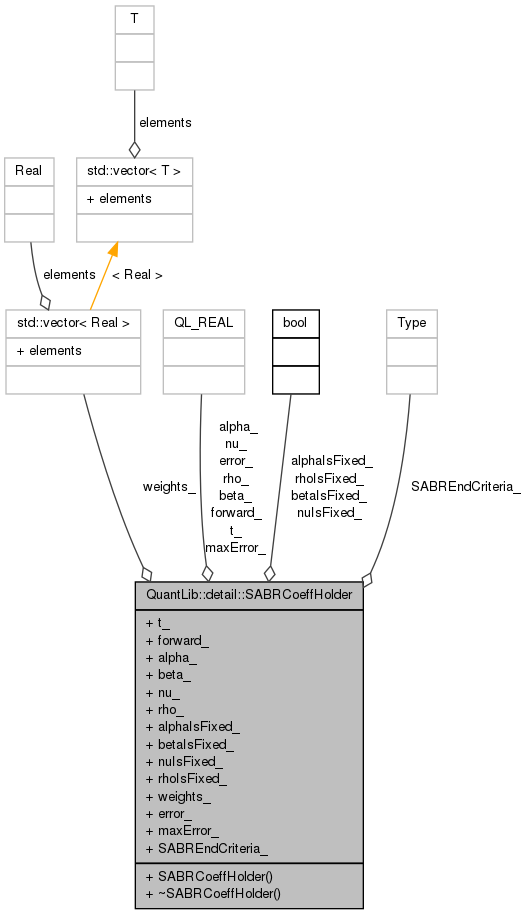 T
elements
Real
std::vector< T >
+ elements
elements
< Real >
std::vector< Real >
+ elements
QL_REAL
bool
Type
weights_
alpha_
nu_
error_
rho_
beta_
forward_
t_
maxError_
alphaIsFixed_
rhoIsFixed_
betaIsFixed_
nuIsFixed_
SABREndCriteria_
QuantLib::detail::SABRCoeffHolder
+ t_
+ forward_
+ alpha_
+ beta_
+ nu_
+ rho_
+ alphaIsFixed_
+ betaIsFixed_
+ nuIsFixed_
+ rhoIsFixed_
+ weights_
+ error_
+ maxError_
+ SABREndCriteria_
+ SABRCoeffHolder()
+ ~SABRCoeffHolder()